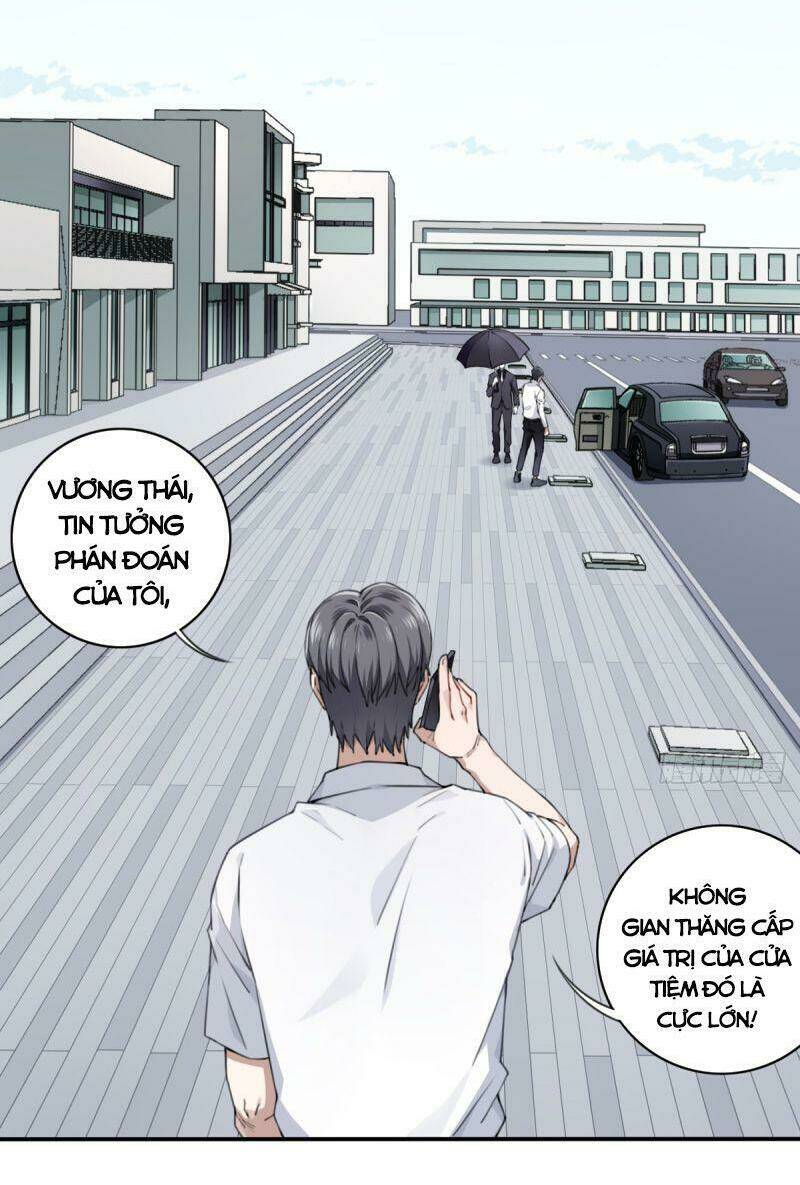 VƯƠNG THÁI,
TIN TƯỞNG
PHÁN ĐOÁN
CỦA TÔI,
KHÔNG
GIAN THĂNG CẤP
GIÁ TRỊ CỦA CỬA
TIỆM ĐÓ LÀ
CỰC LỚN!